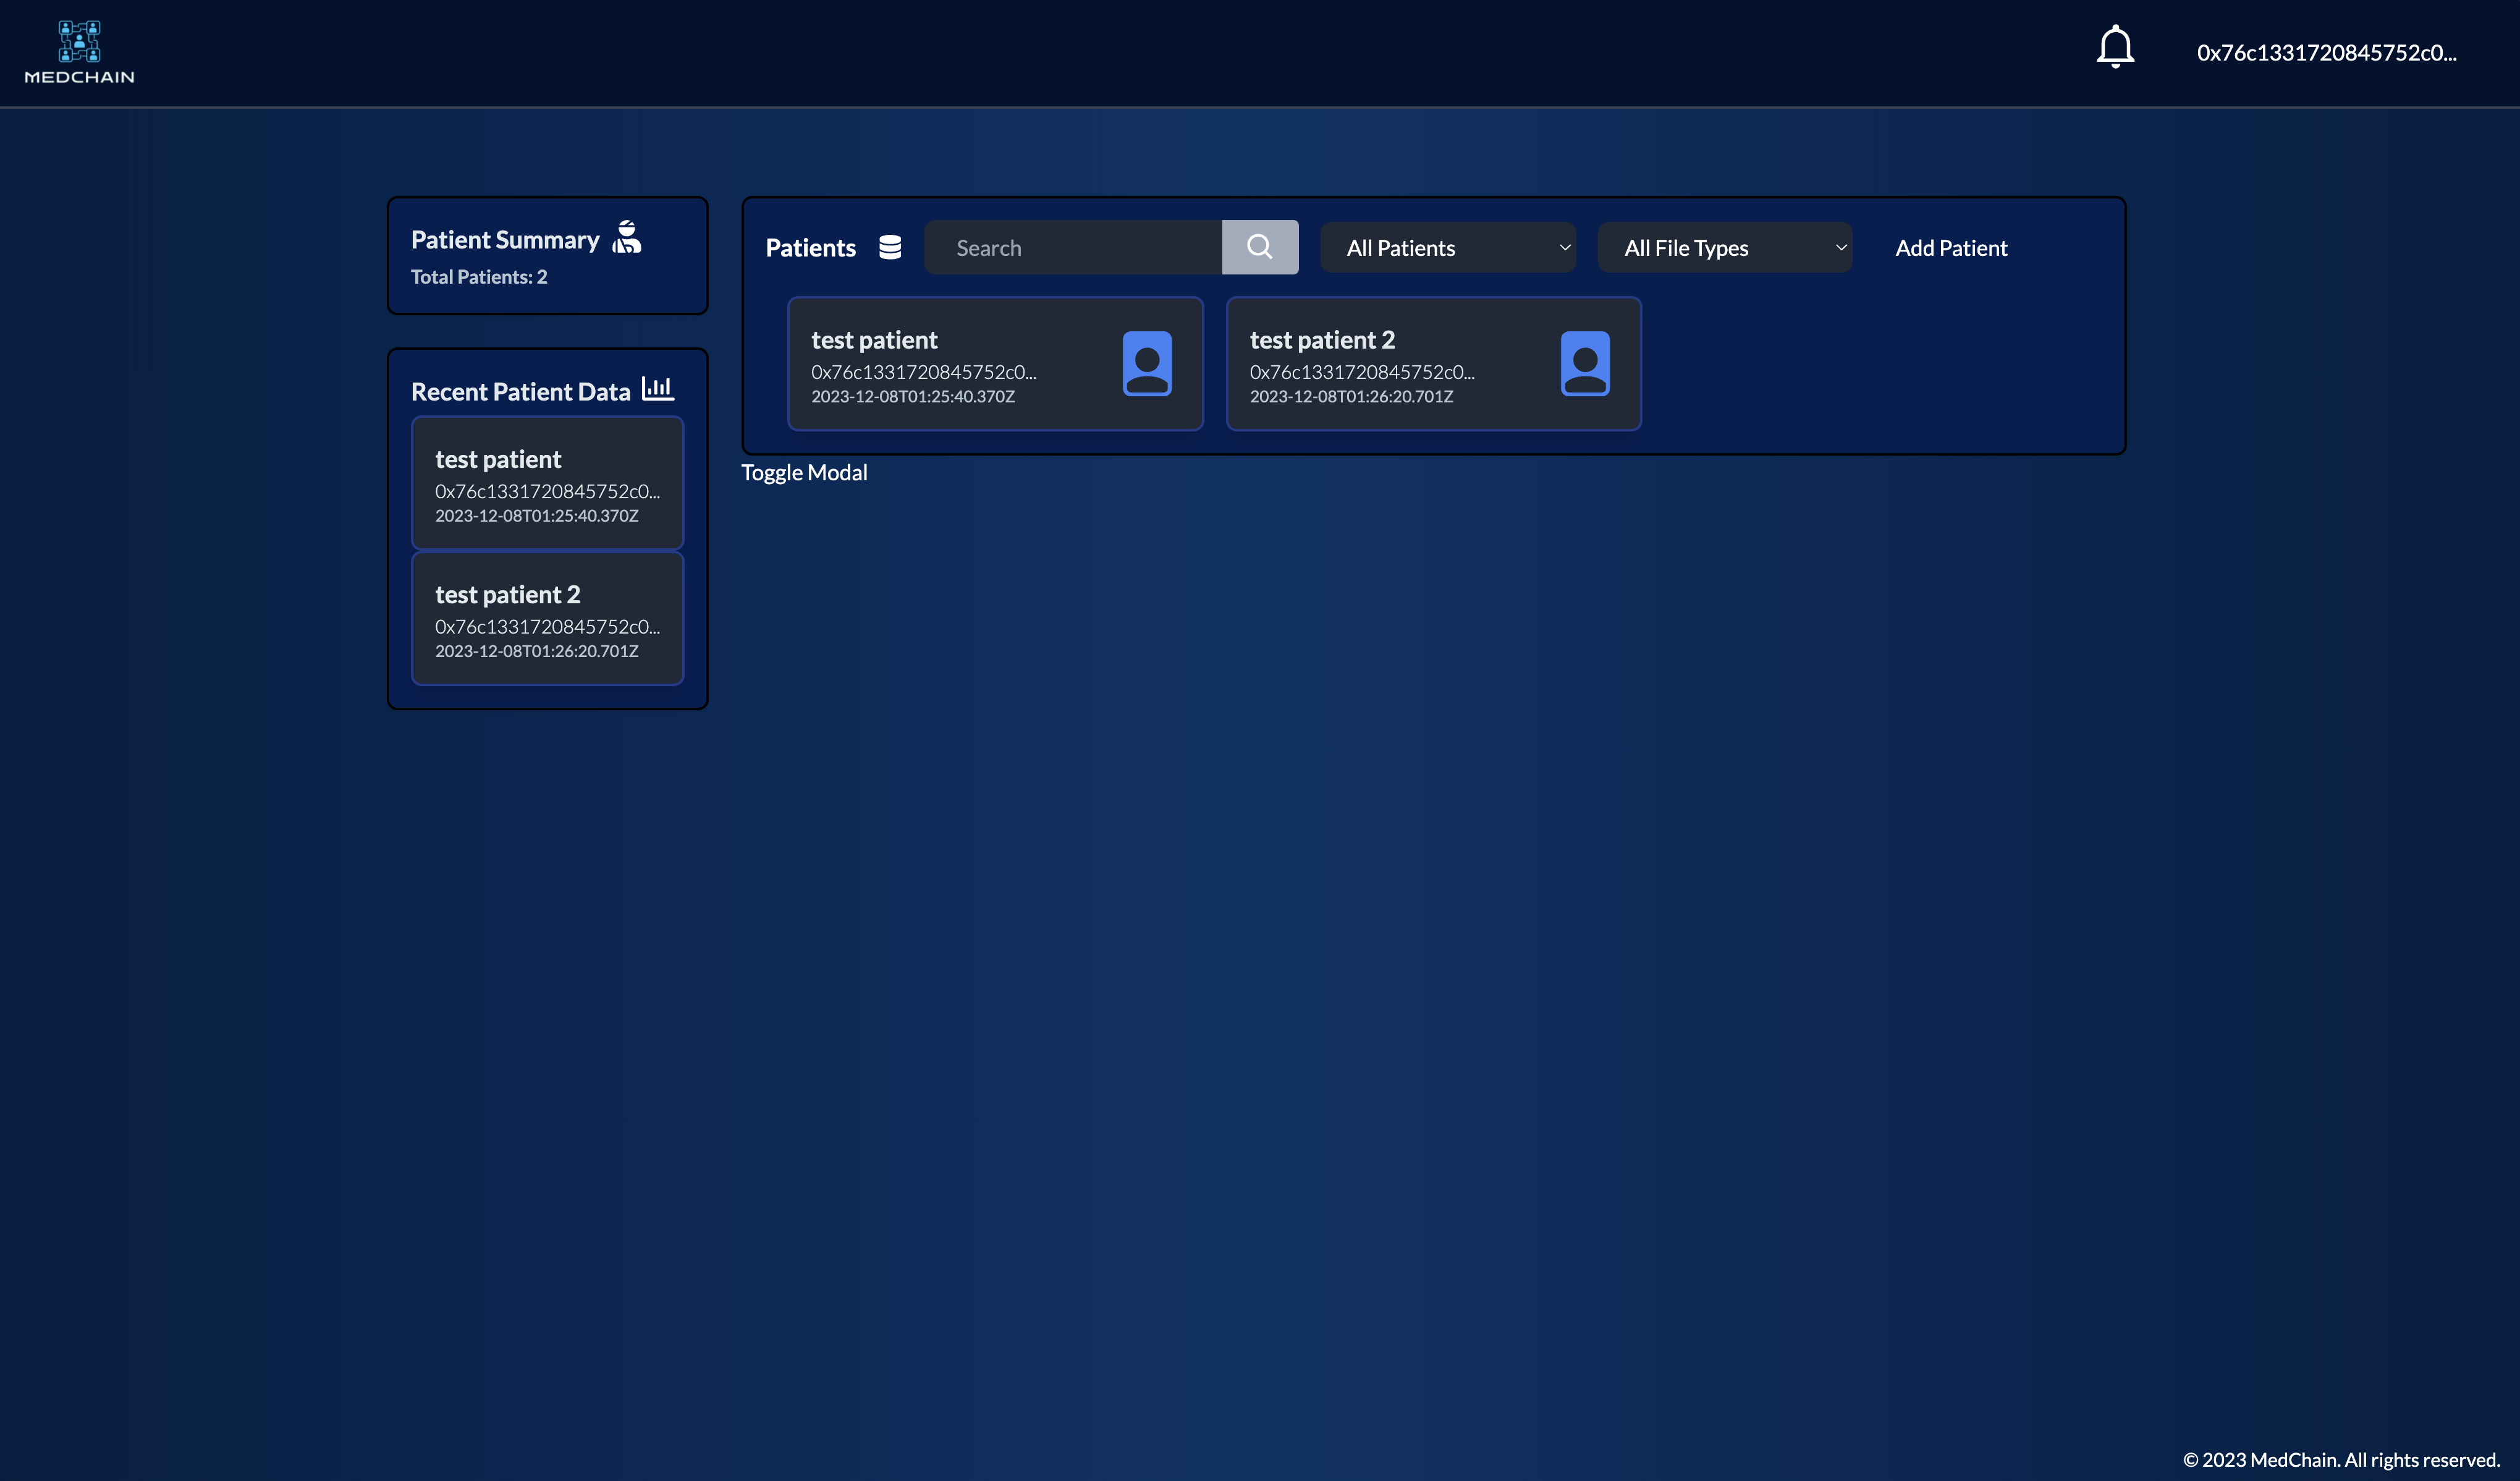 MEDCHAIN
0x76c1331720845752c0...
Patient Summary
Total Patients: 2
Recent Patient Data
test patient
0x76c1331720845752c0...
2023-12-08T01:25:40.370Z
test patient 2
0x76c1331720845752c0...
2023-12-08T01:26:20.701Z
Patients Search All Patients All File Types Add Patient
test patient
0x76c1331720845752c0...
2023-12-08T01:25:40.370Z
test patient 2
0x76c1331720845752c0...
2023-12-08T01:26:20.701Z
Toggle Modal
© 2023 MedChain. All rights reserved.